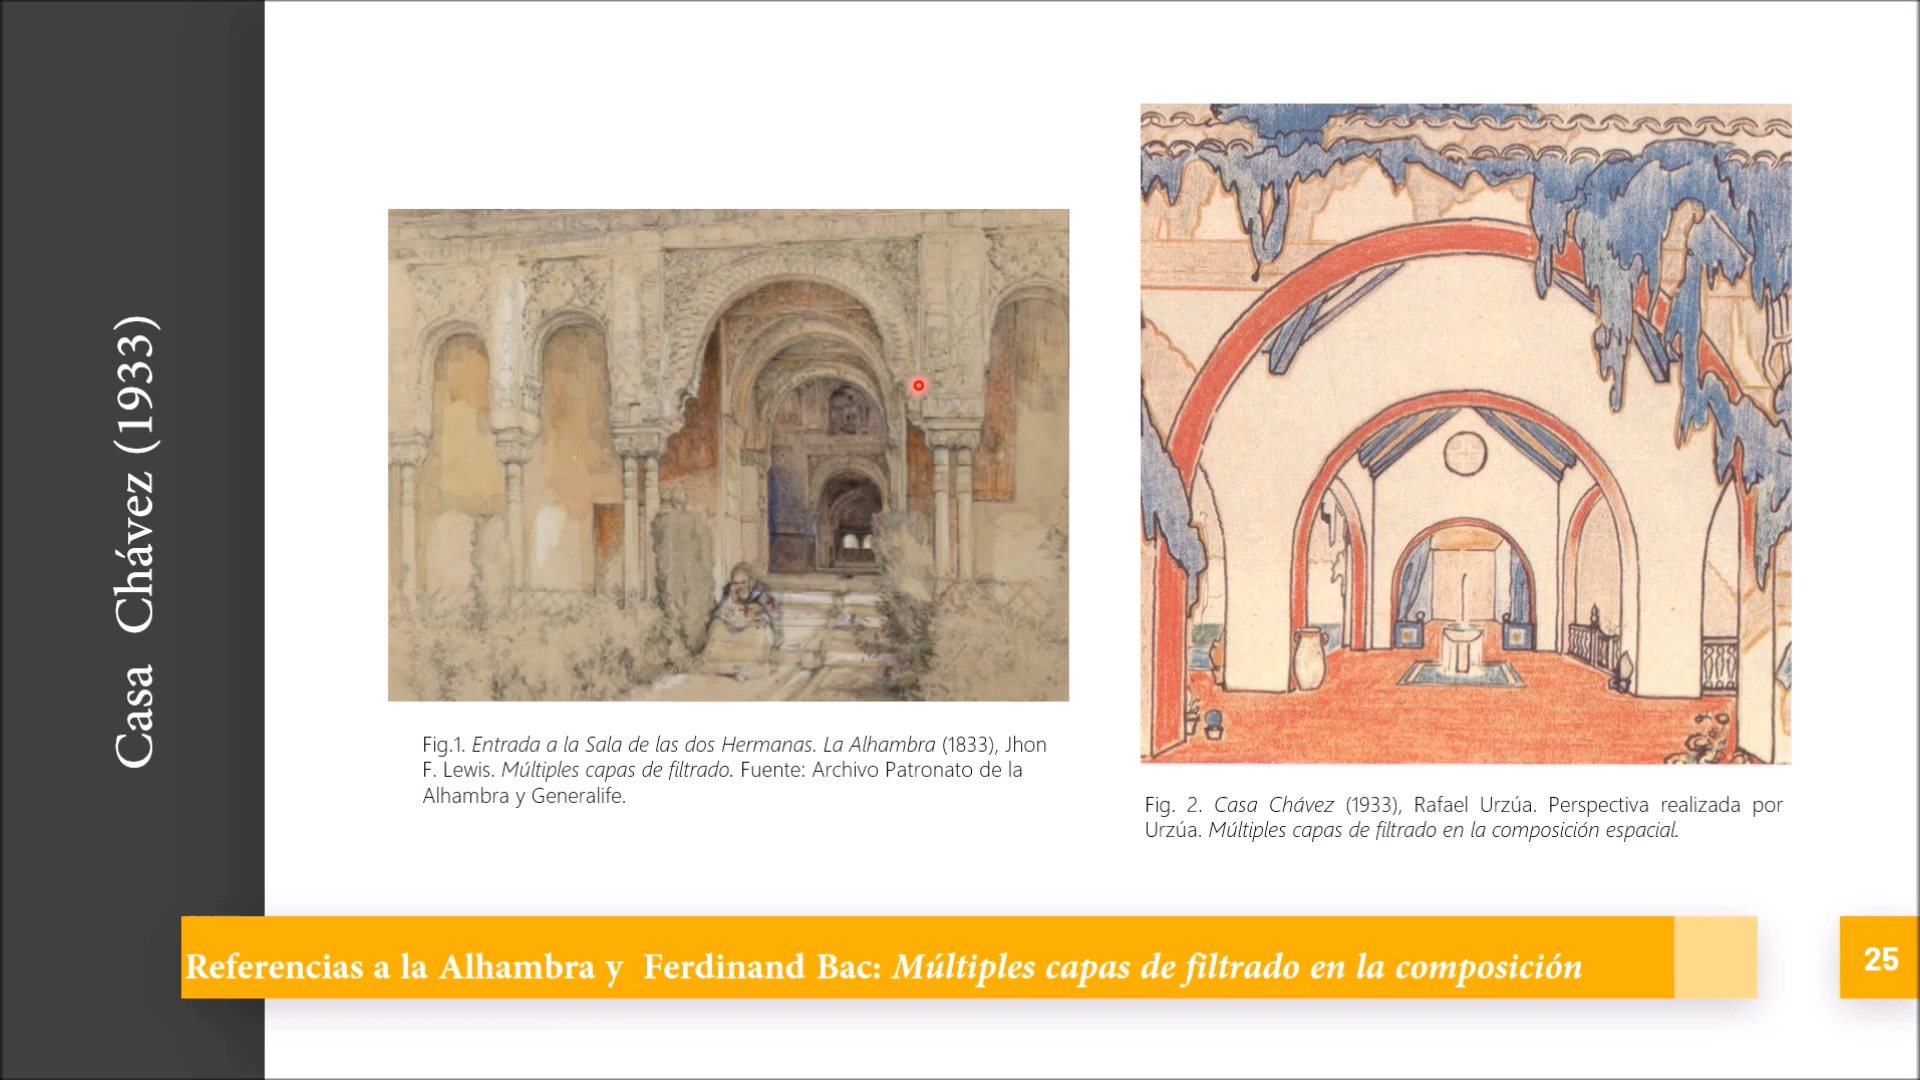 Casa Chávez (1933)
Fig.1. Entrada a la Sala de las dos Hermanas. La Alhambra (1833), Jhon
F. Lewis. Múltiples capas de filtrado. Fuente: Archivo Patronato de la
Alhambra y Generalife.
Fig. 2. Casa Chávez (1933), Rafael Urzúa. Perspectiva realizada por
Urzúa. Múltiples capas de filtrado en la composición espacial.
Referencias a la Alhambra y Ferdinand Bac: Múltiples capas de filtrado en la composición
25